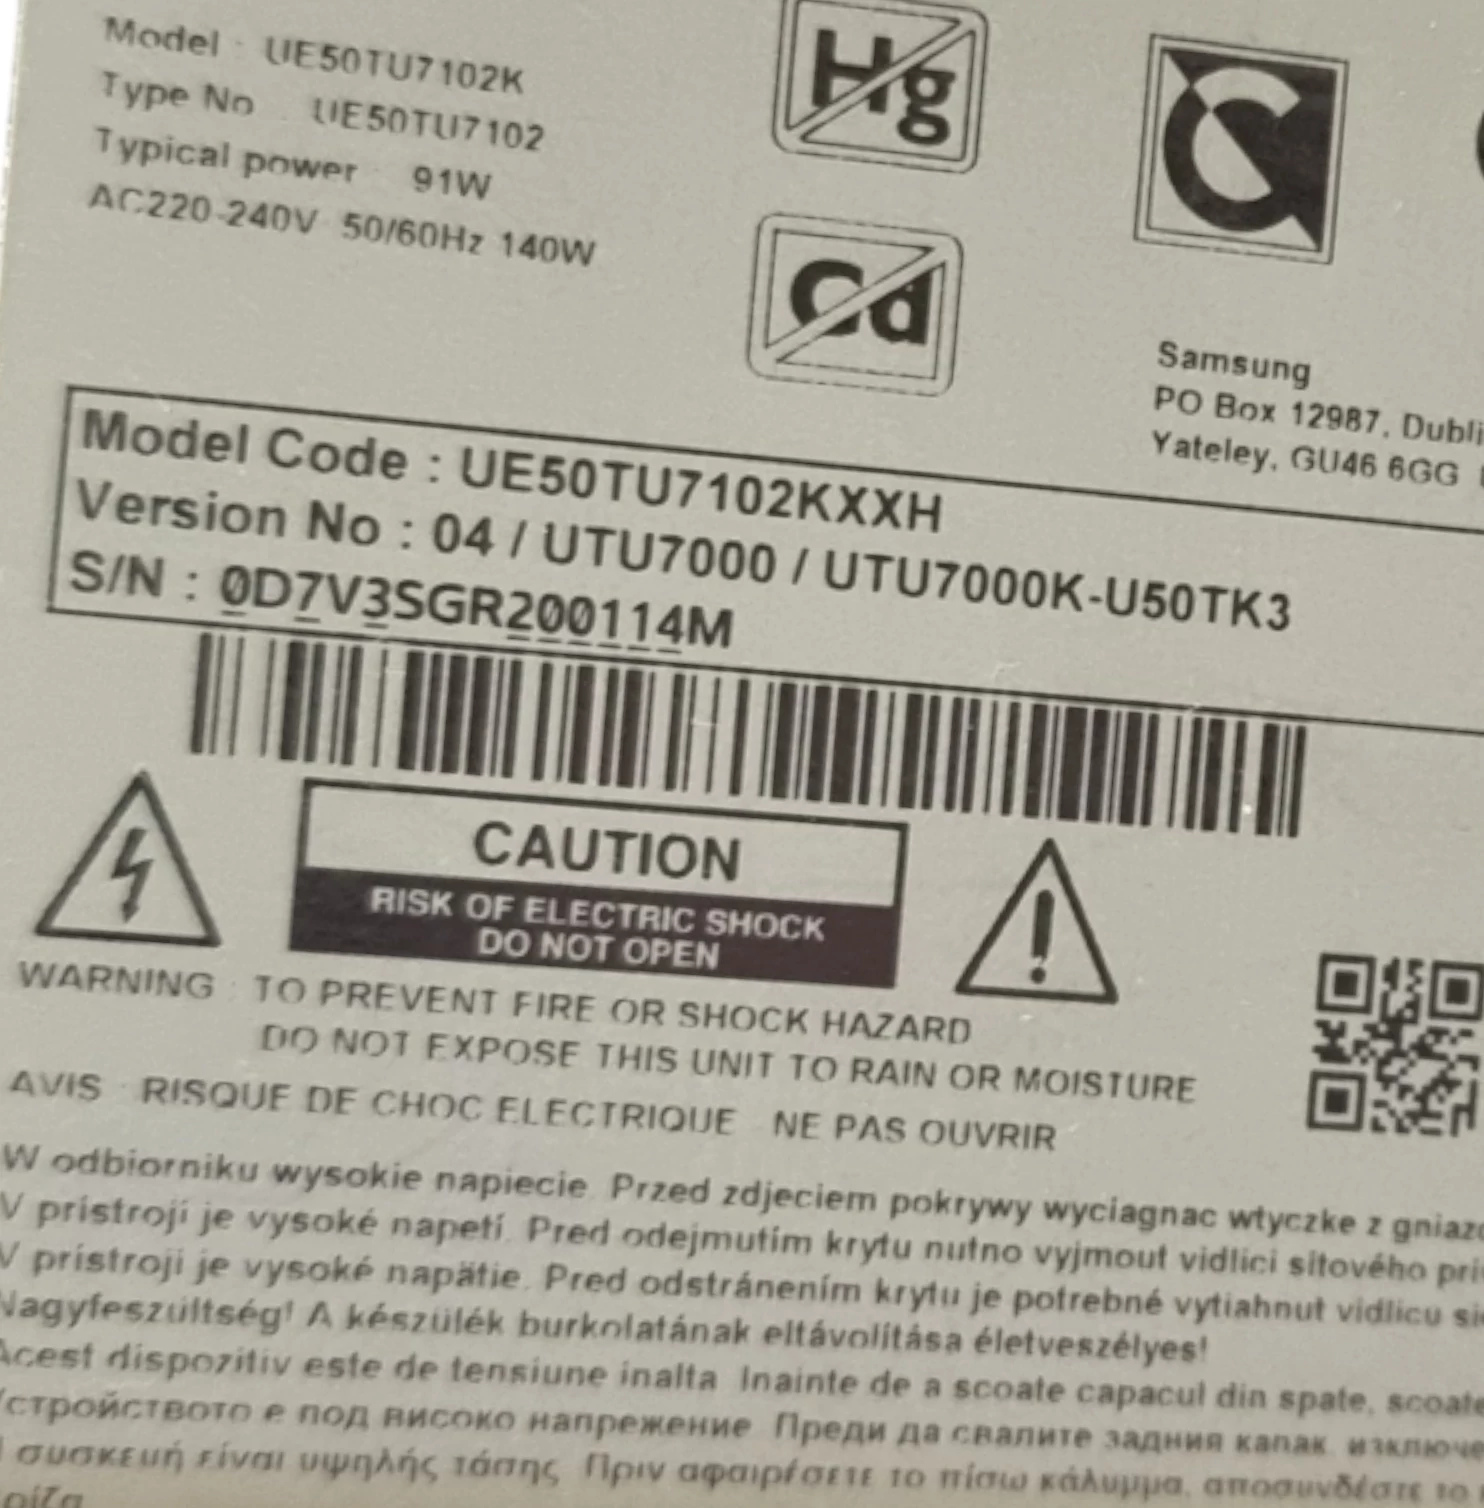 Model : UE50TU7102K
Type No : UE50TU7102
Typical power : 91W
AC220-240V 50/60Hz 140W
Hg
Cd
Samsung
PO Box 12987, Dubli
Yateley, GU46 6GG
Model Code : UE50TU7102KXXH
Version No : 04 / UTU7000 / UTU7000K-U50TK3
S/N : 0D7V3SGR200114M
CAUTION
RISK OF ELECTRIC SHOCK
DO NOT OPEN
WARNING : TO PREVENT FIRE OR SHOCK HAZARD
DO NOT EXPOSE THIS UNIT TO RAIN OR MOISTURE
AVIS : RISQUE DE CHOC ELECTRIQUE NE PAS OUVRIR
W odbiorniku wysokie napiecie. Przed zdjeciem pokrywy wyciagnac wtyczke z gniazd
V prístroji je vysoké napetí. Pred odejmutím krytu nutno vyjmout vidlici sítového pri
V prístroji je vysoké napätie. Pred odstránením krytu je potrebné vytiahnut vidlicu si
Nagyfeszültség! A készülék burkolatának eltávolítása életveszélyes!
Acest dispozitiv este de tensiune inalta. Inainte de a scoate capacul din spate, scoate
Устройството е под високо напрежение. Преди да свалите задния капак, изключе
συσκευή είναι υψηλής τάσης. Πριν αφαιρέσετε το πίσω κάλυμμα, αποσυνδέστε το
ρίζα